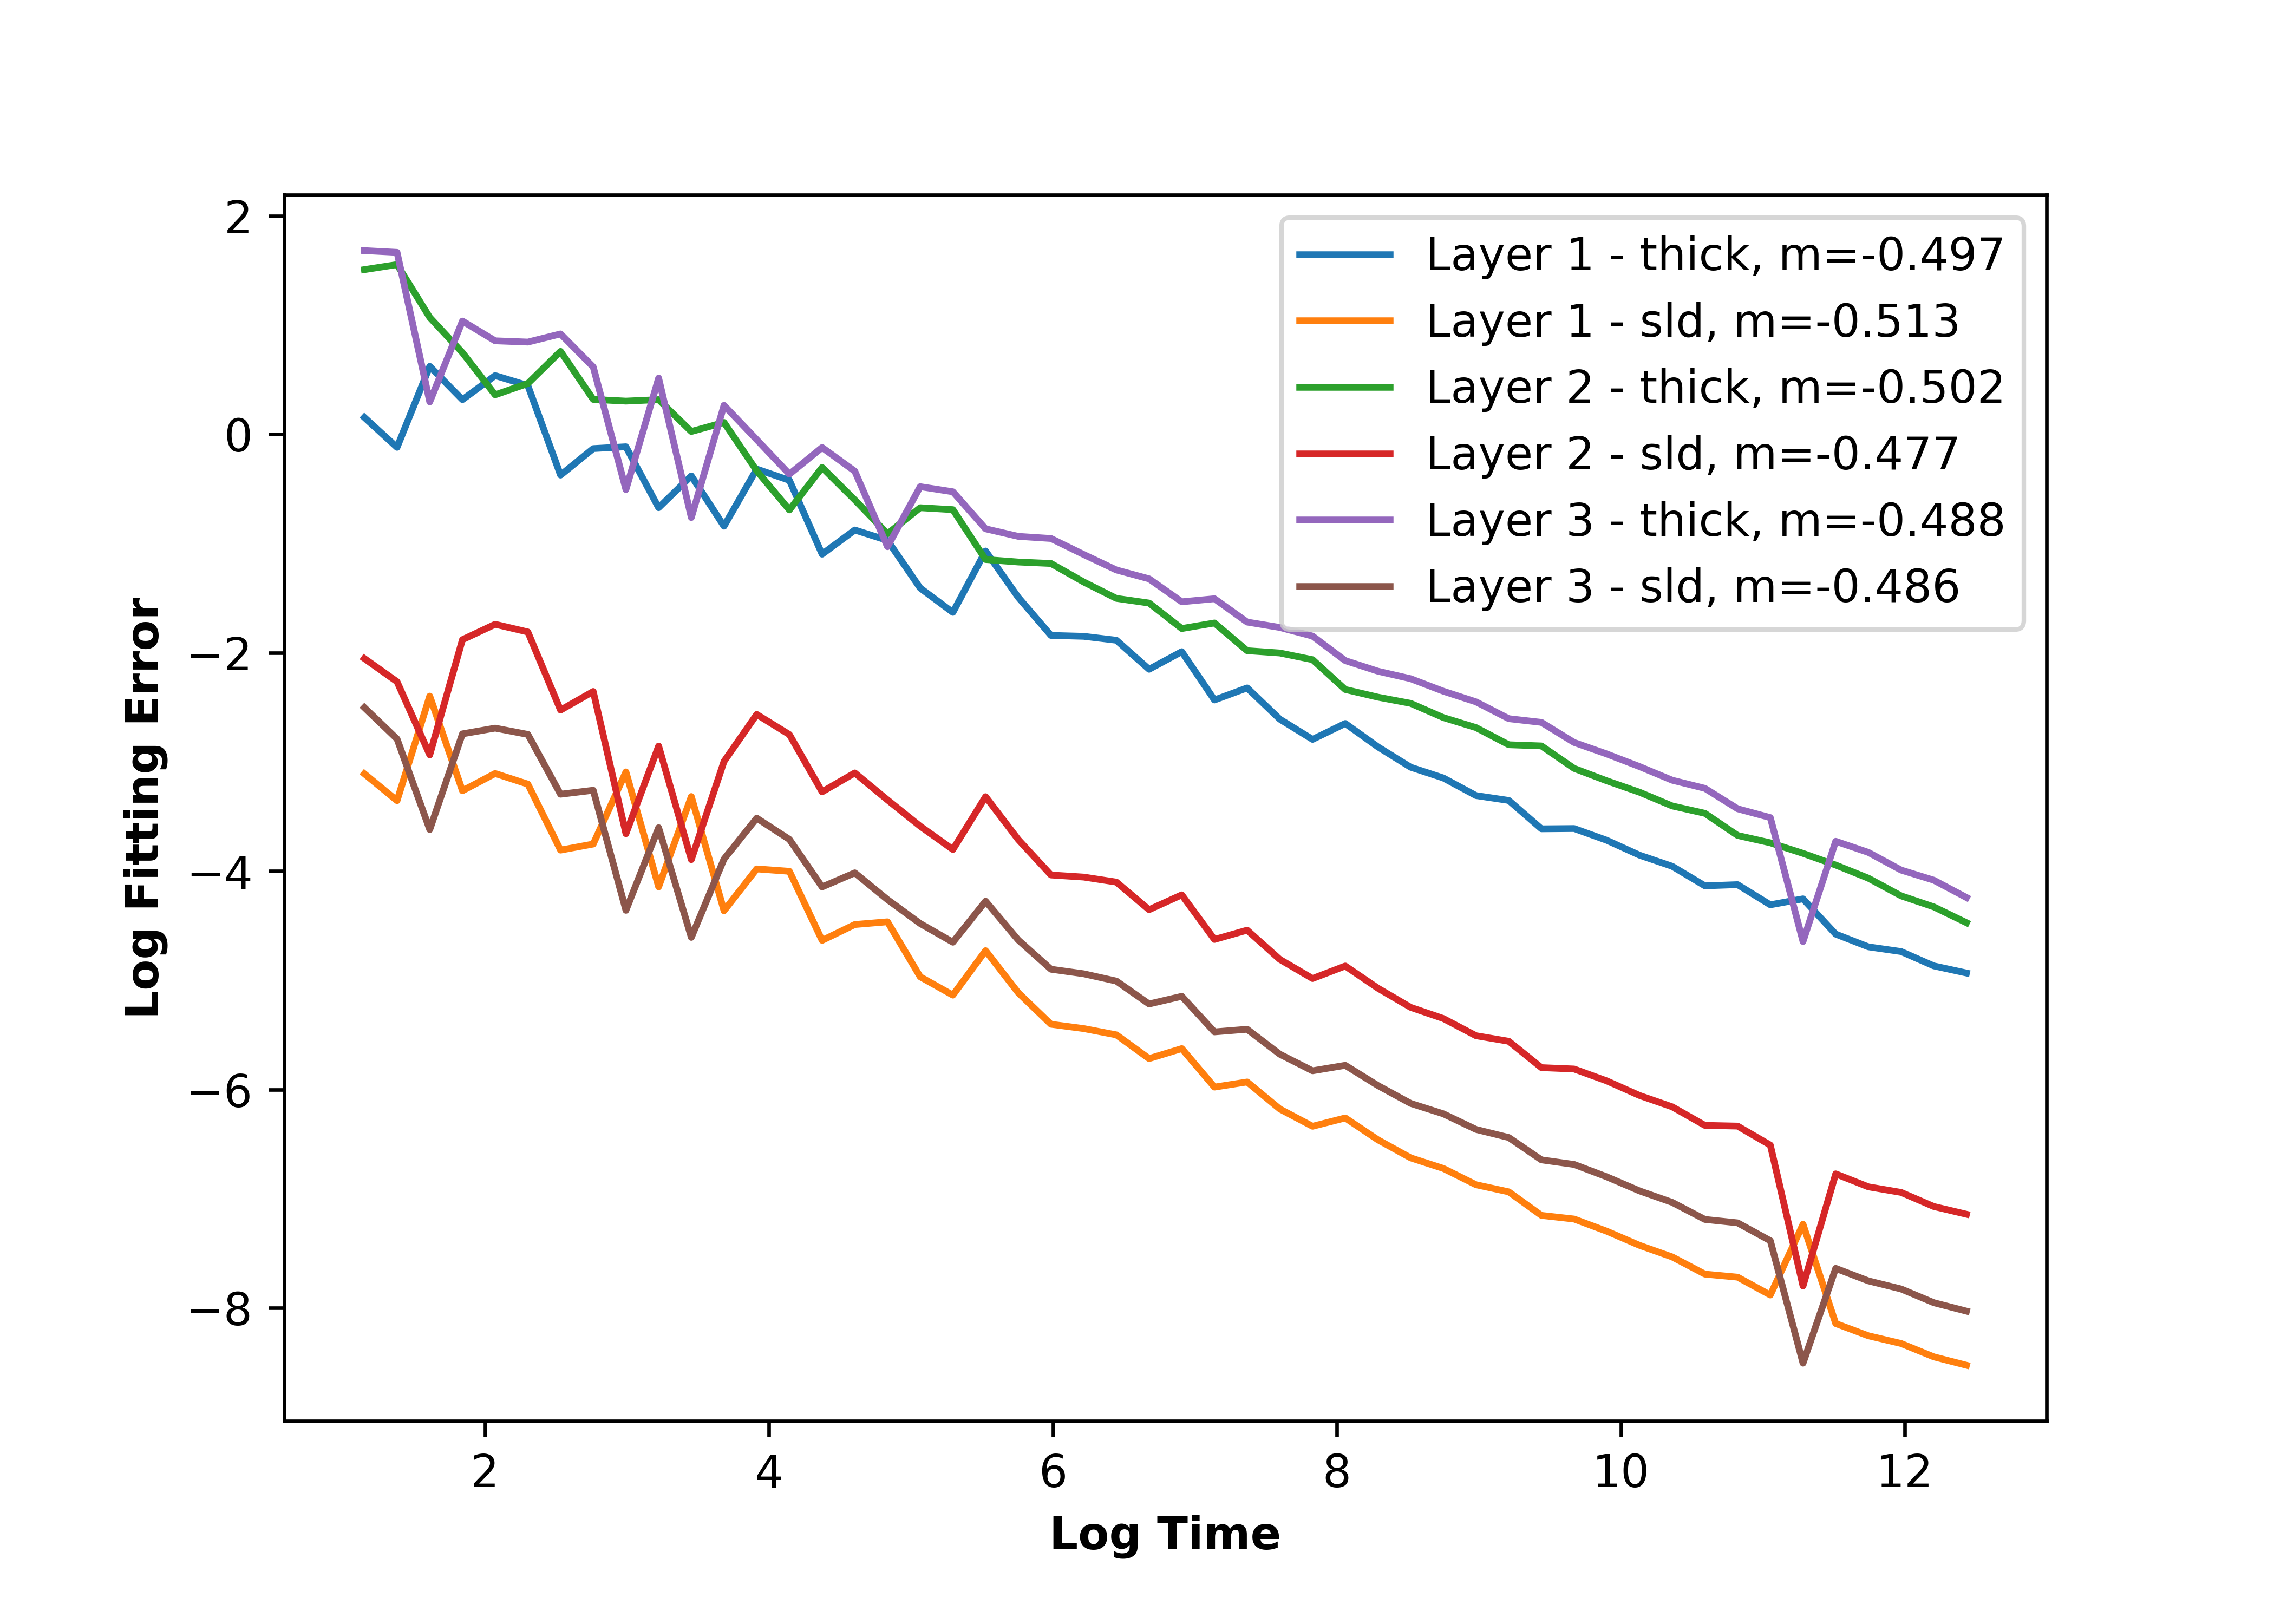 2
0
−2
−4
−6
−8
Log Fitting Error
Layer 1 - thick, m=-0.497
Layer 1 - sld, m=-0.513
Layer 2 - thick, m=-0.502
Layer 2 - sld, m=-0.477
Layer 3 - thick, m=-0.488
Layer 3 - sld, m=-0.486
2 4 6 8 10 12
Log Time